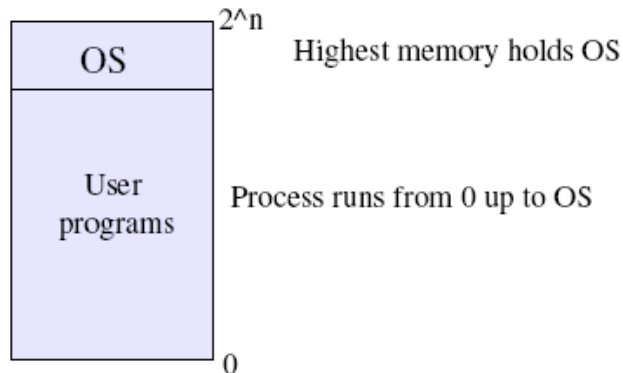 2^n
OS
Highest memory holds OS
User
programs
Process runs from 0 up to OS
0